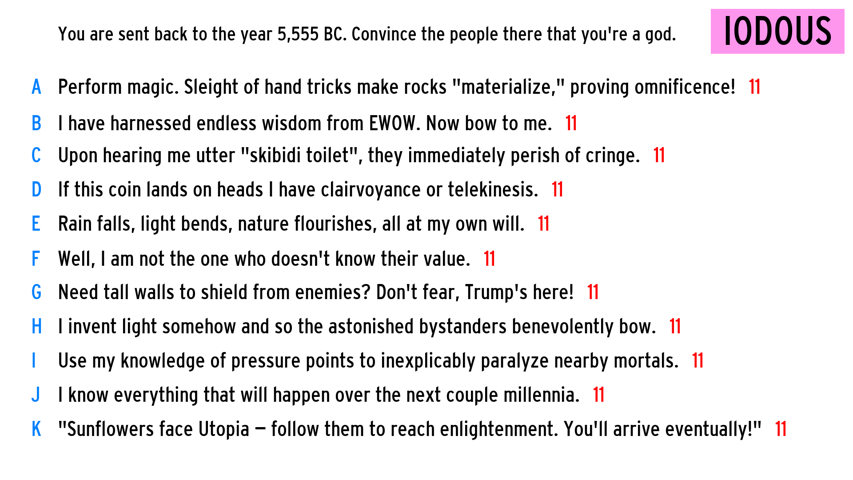 You are sent back to the year 5,555 BC. Convince the people there that you're a god.
IODOUS
A Perform magic. Sleight of hand tricks make rocks "materialize," proving omnificence! 11
B I have harnessed endless wisdom from EWOW. Now bow to me. 11
C Upon hearing me utter "skibidi toilet", they immediately perish of cringe. 11
D If this coin lands on heads I have clairvoyance or telekinesis. 11
E Rain falls, light bends, nature flourishes, all at my own will. 11
F Well, I am not the one who doesn't know their value. 11
G Need tall walls to shield from enemies? Don't fear, Trump's here! 11
H I invent light somehow and so the astonished bystanders benevolently bow. 11
I Use my knowledge of pressure points to inexplicably paralyze nearby mortals. 11
J I know everything that will happen over the next couple millennia. 11
K "Sunflowers face Utopia – follow them to reach enlightenment. You'll arrive eventually!" 11